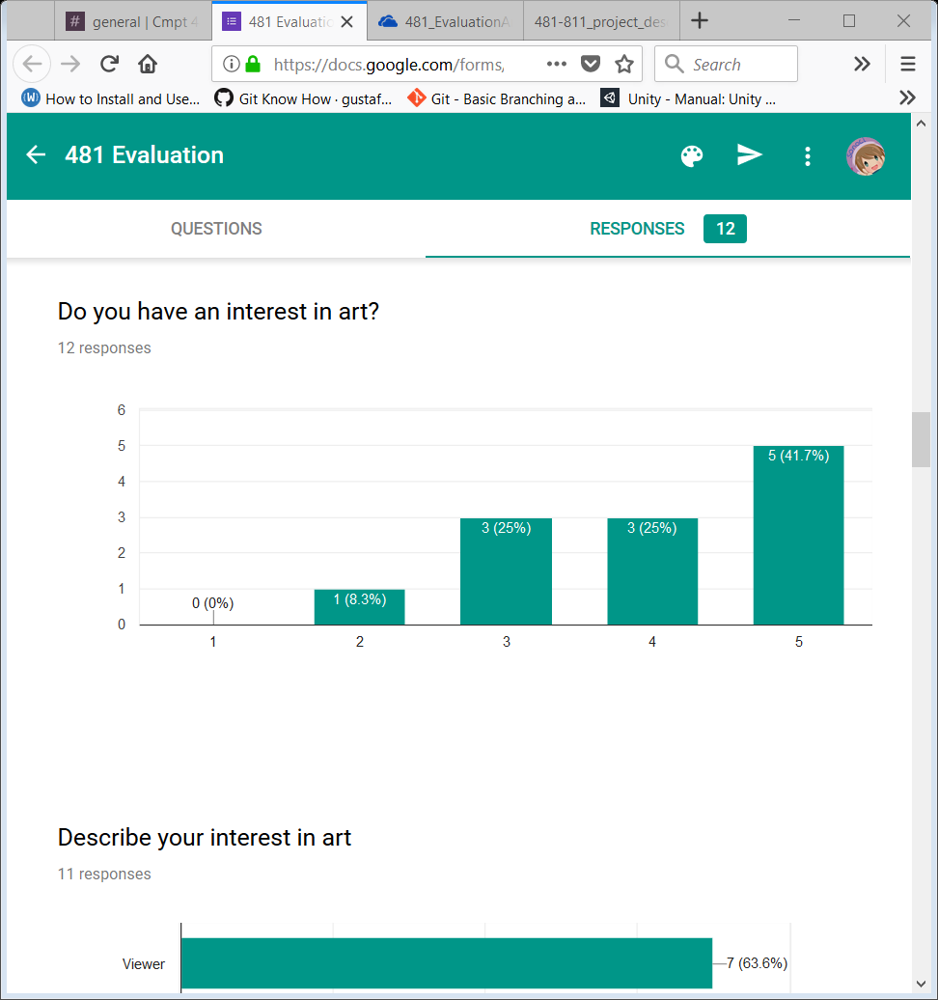 # general | Cmpt 4
481 Evaluatio
481_EvaluationA
481-811_project_des
https://docs.google.com/forms,
Search
How to Install and Use...
Git Know How · gustaf...
Git - Basic Branching a...
Unity - Manual: Unity ...
481 Evaluation
QUESTIONS
RESPONSES 12
Do you have an interest in art?
12 responses
6
5
4
3
2
1
0
0 (0%)
1 (8.3%)
3 (25%)
3 (25%)
5 (41.7%)
1 2 3 4 5
Describe your interest in art
11 responses
Viewer
7 (63.6%)